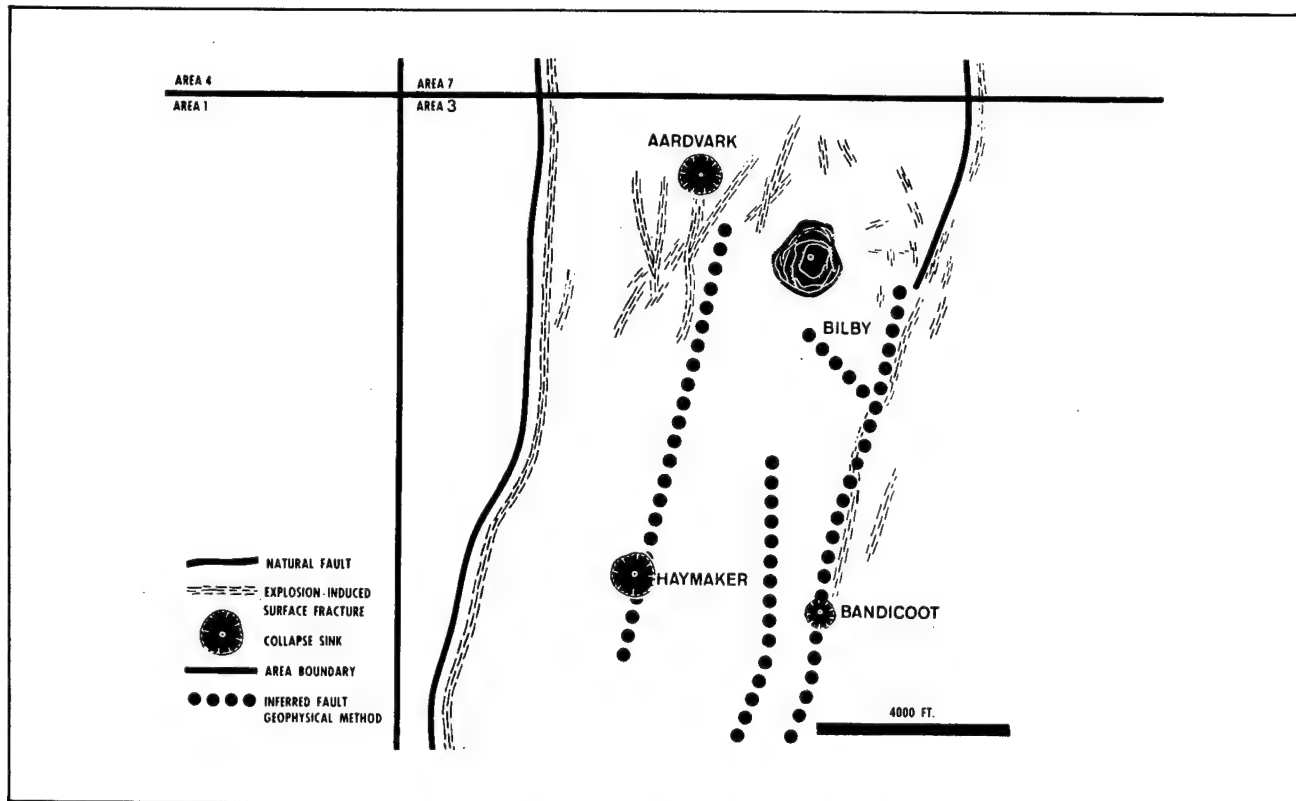 AREA 4
AREA 7
AREA 1
AREA 3
AARDVARK
BILBY
HAYMAKER
BANDICOOT
NATURAL FAULT
EXPLOSION-INDUCED
SURFACE FRACTURE
COLLAPSE SINK
AREA BOUNDARY
INFERRED FAULT
GEOPHYSICAL METHOD
4000 FT.